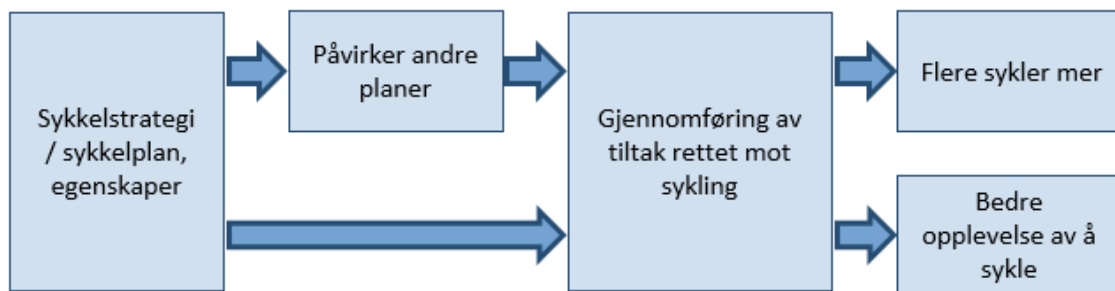 Sykkelstrategi
/ sykkelplan,
egenskaper
Påvirker andre
planer
Gjennomføring av
tiltak rettet mot
sykling
Flere sykler mer
Bedre
opplevelse av å
sykle